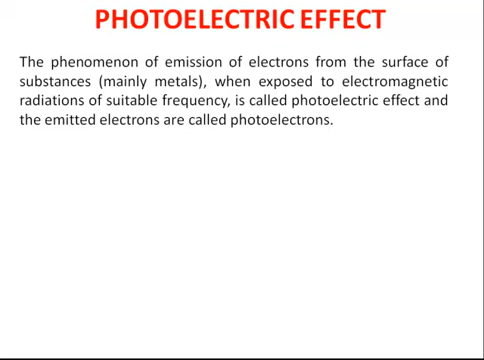 PHOTOELECTRIC EFFECT
The phenomenon of emission of electrons from the surface of
substances (mainly metals), when exposed to electromagnetic
radiations of suitable frequency, is called photoelectric effect and
the emitted electrons are called photoelectrons.